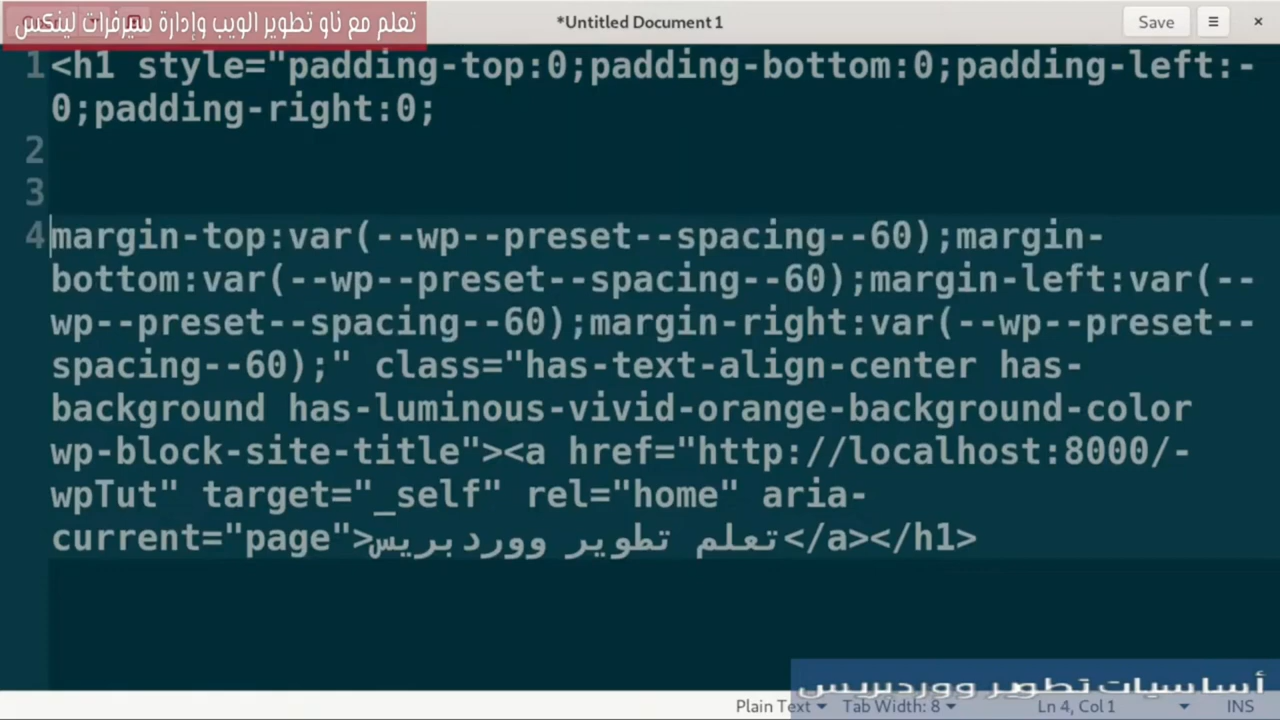 تعلم مع ناو تطوير الويب وإدارة سيرفرات لينكس
*Untitled Document 1
Save
1 <h1 style="padding-top:0;padding-bottom:0;padding-left:-
0;padding-right:0;
2
3
4 margin-top:var(--wp--preset--spacing--60);margin-
bottom:var(--wp--preset--spacing--60);margin-left:var(--
wp--preset--spacing--60);margin-right:var(--wp--preset--
spacing--60);" class="has-text-align-center has-
background has-luminous-vivid-orange-background-color
wp-block-site-title"><a href="http://localhost:8000/-
wpTut" target="_self" rel="home" aria-
current="page">تعلم تطوير ووردبريس</a></h1>
أساسيات تطوير ووردبريس
Plain Text Tab Width: 8 Ln 4, Col 1 INS